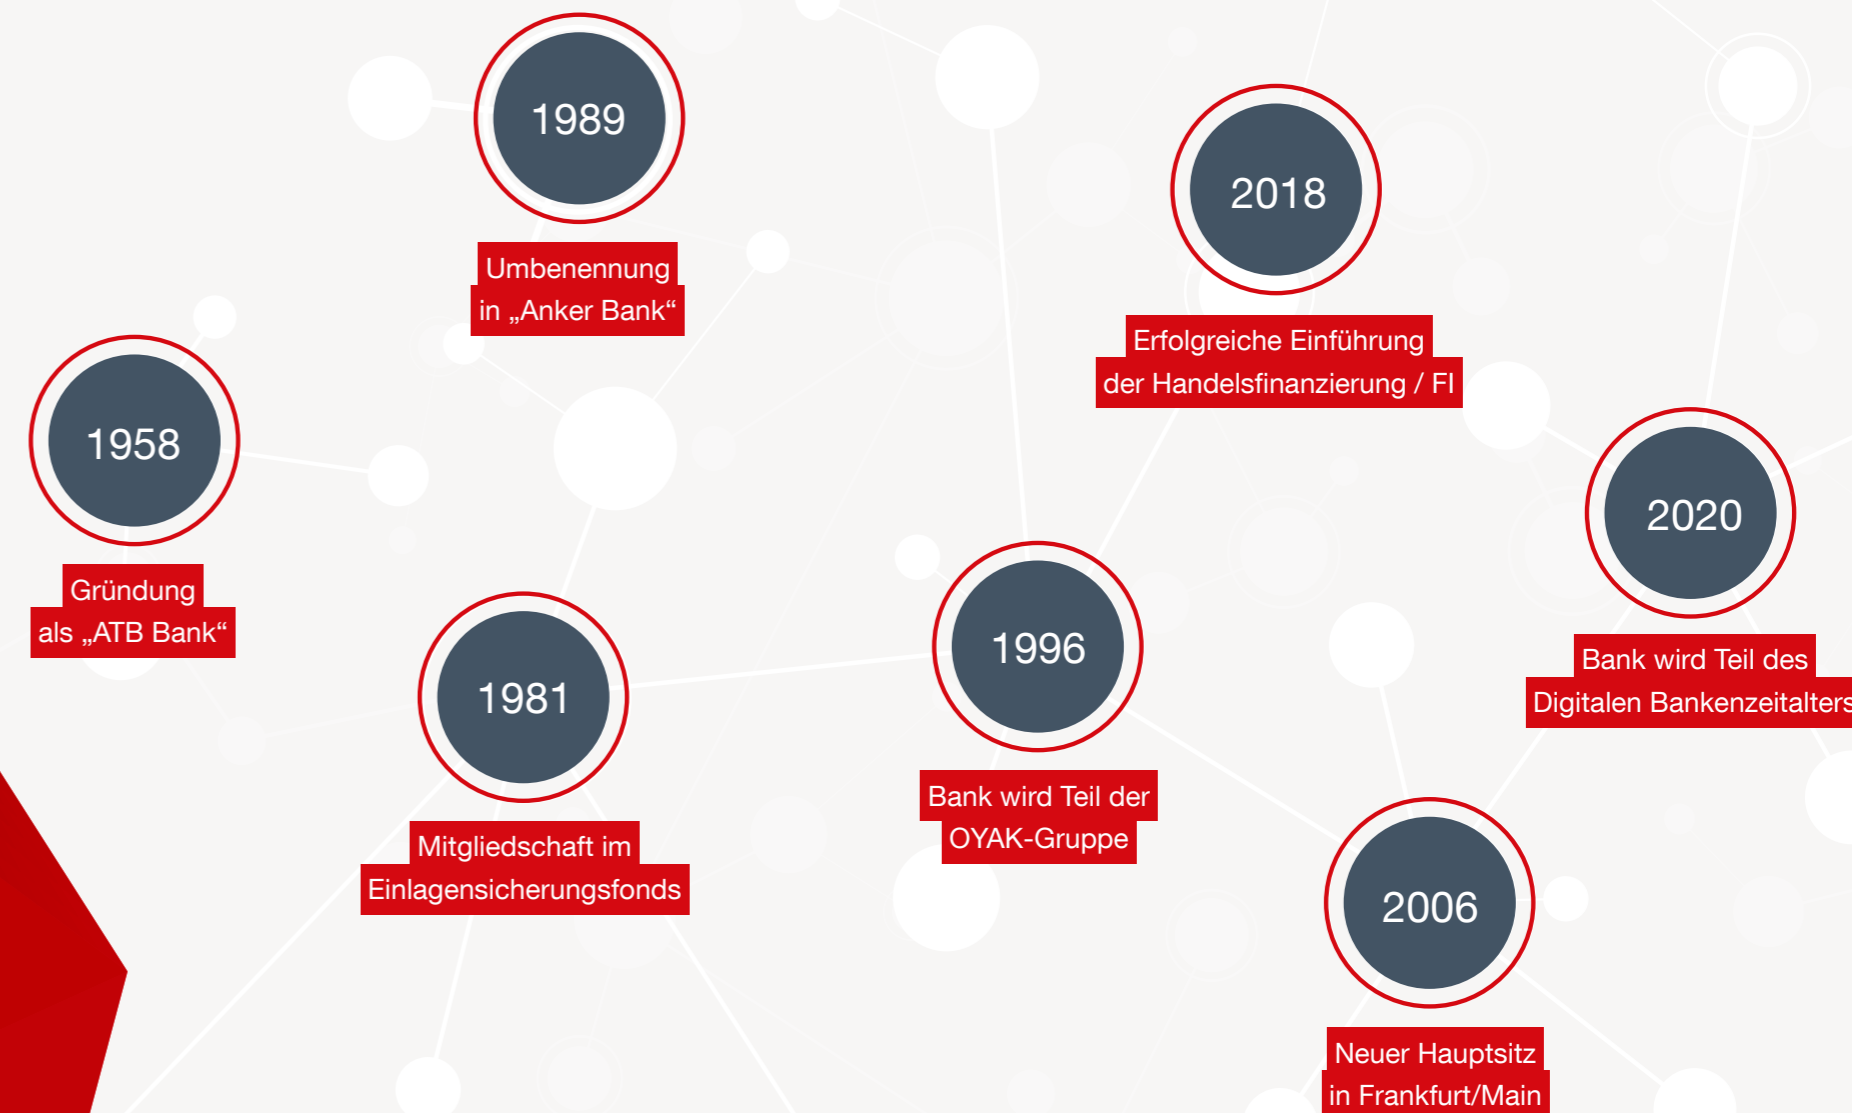 1958
Gründung
als „ATB Bank“
1981
Mitgliedschaft im
Einlagensicherungsfonds
1989
Umbenennung
in „Anker Bank“
1996
Bank wird Teil der
OYAK-Gruppe
2006
Neuer Hauptsitz
in Frankfurt/Main
2018
Erfolgreiche Einführung
der Handelsfinanzierung / FI
2020
Bank wird Teil des
Digitalen Bankenzeitalters